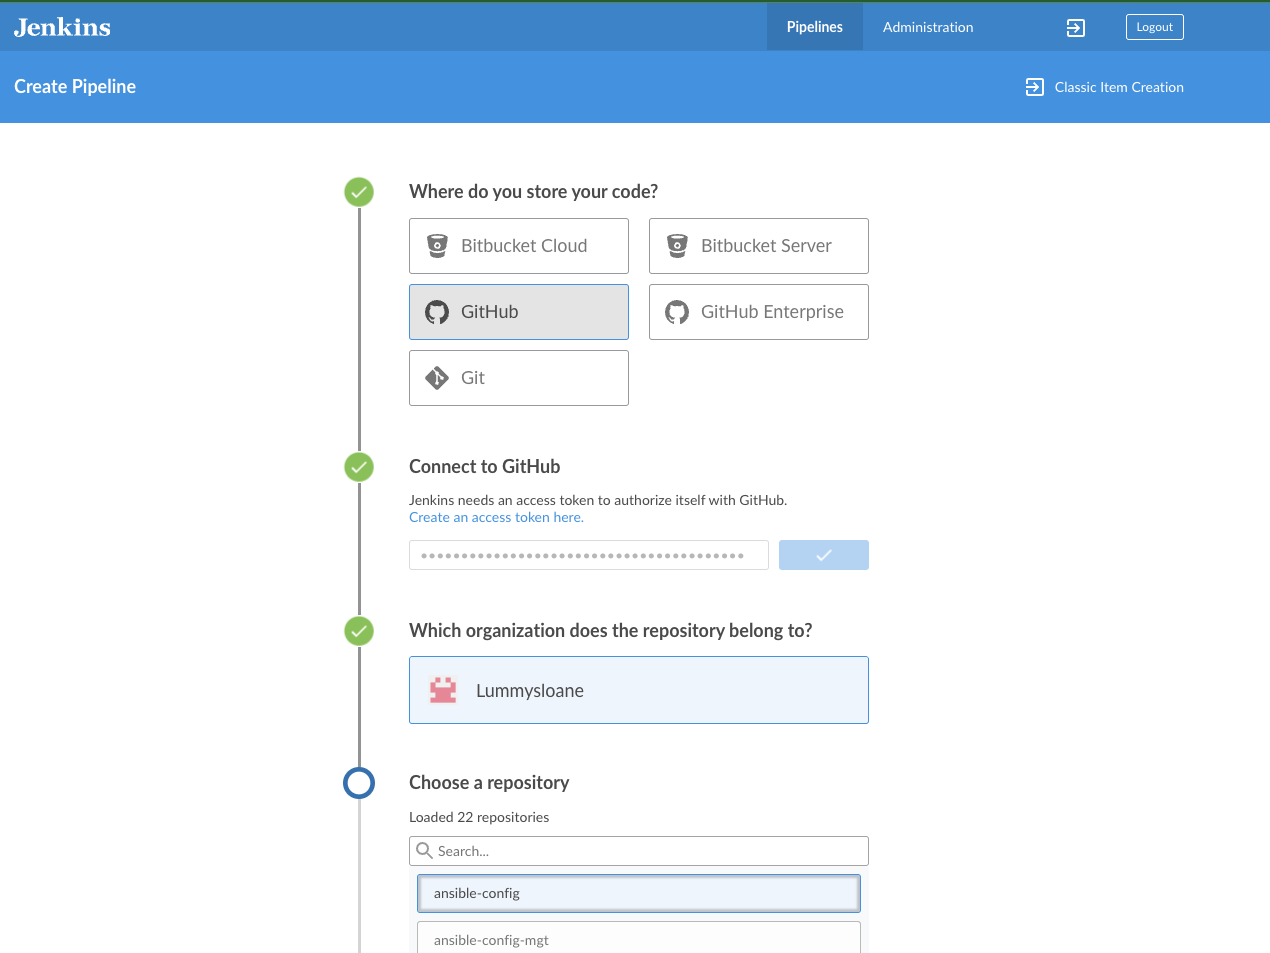 Jenkins
Pipelines
Administration
Logout
Create Pipeline
Classic Item Creation
Where do you store your code?
Bitbucket Cloud
Bitbucket Server
GitHub
GitHub Enterprise
Git
Connect to GitHub
Jenkins needs an access token to authorize itself with GitHub.
Create an access token here.
Which organization does the repository belong to?
Lummysloane
Choose a repository
Loaded 22 repositories
Search...
ansible-config
ansible-config-mgt